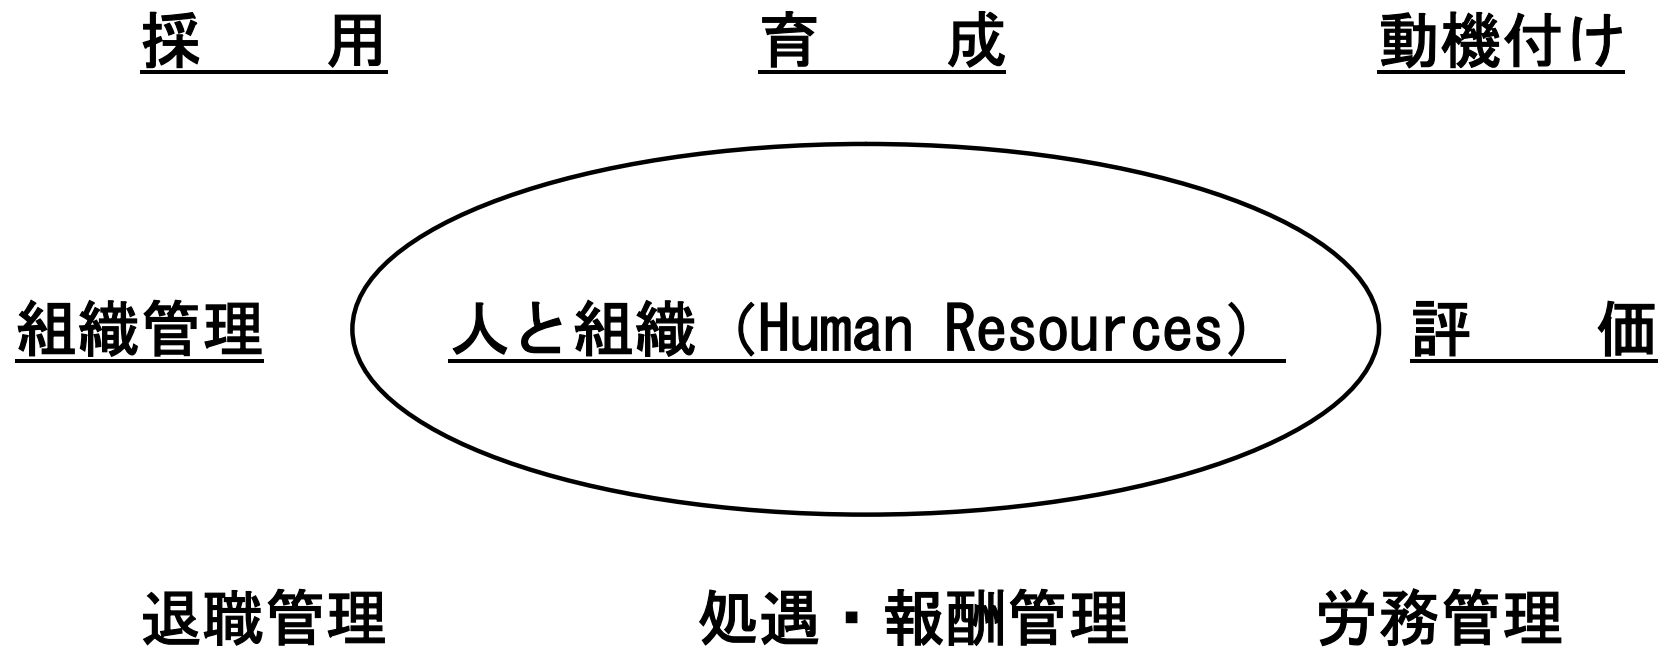 採　　用　　　　　　育　　成　　　　　　動機付け
組織管理　　　人と組織（Human Resources）　　　評　　価
退職管理　　　　　処遇・報酬管理　　　労務管理